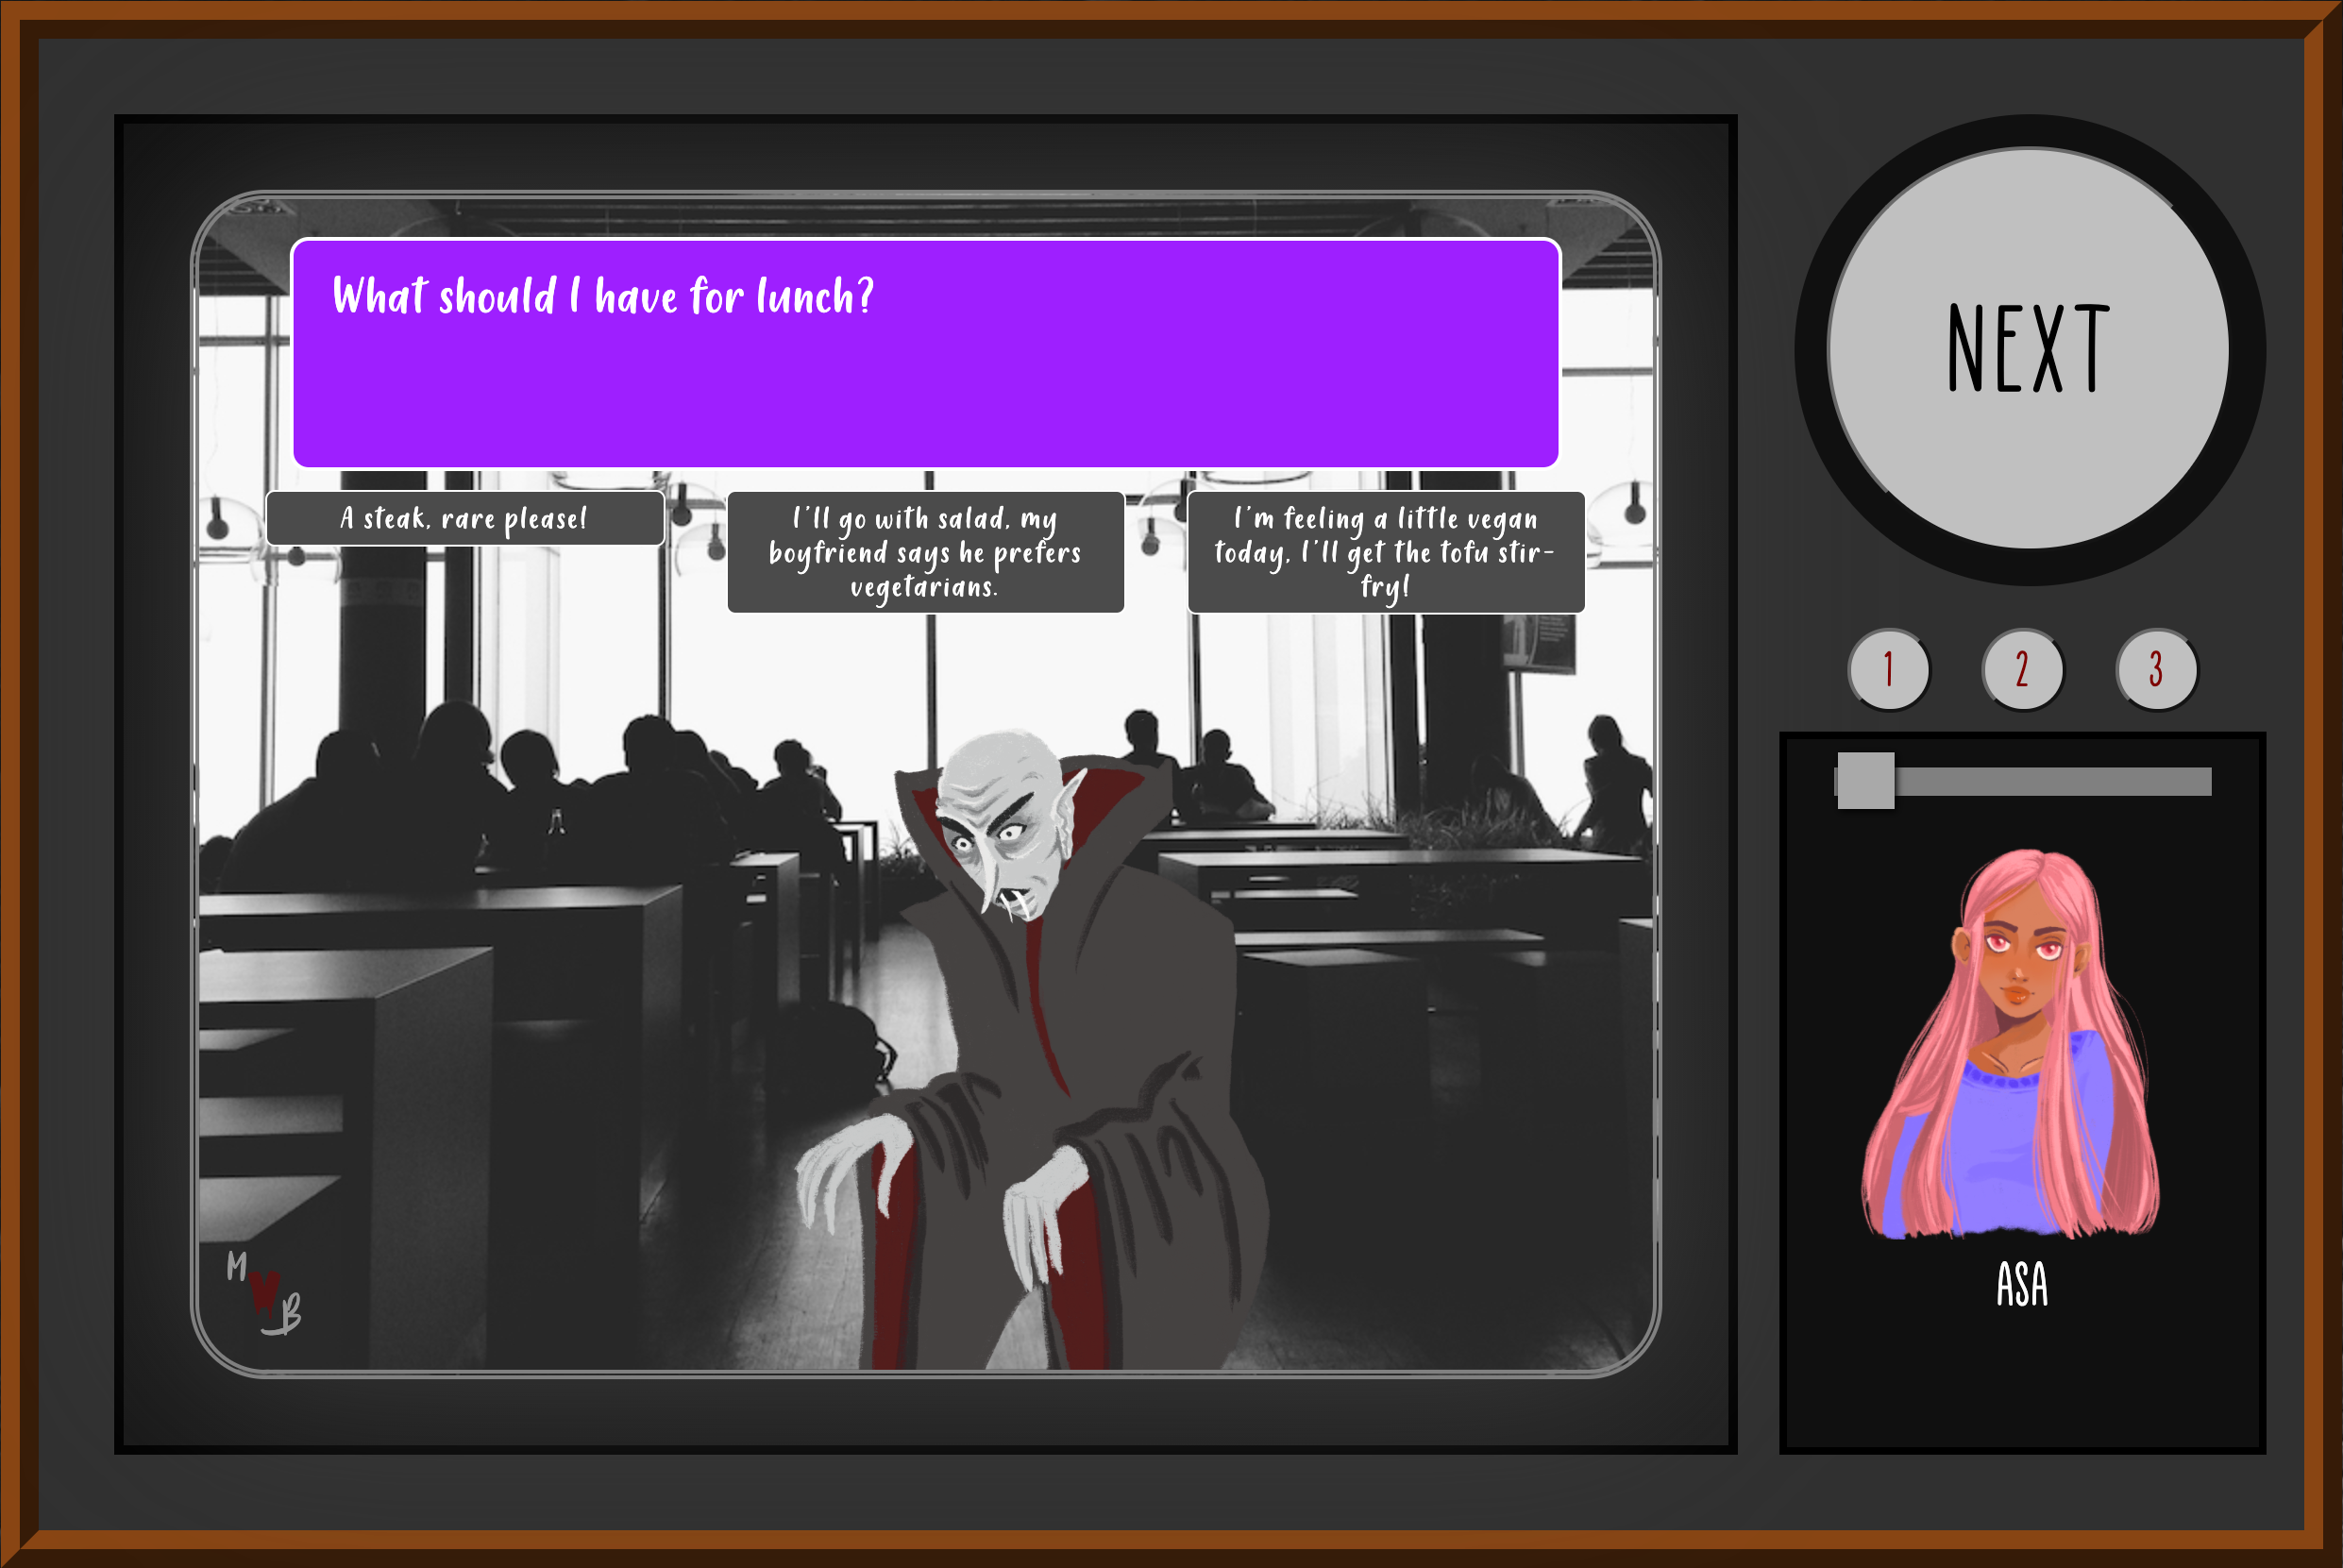 What should I have for lunch?
A steak, rare please!
I'll go with salad, my
boyfriend says he prefers
vegetarians.
I'm feeling a little vegan
today, I'll get the tofu stir-
fry!
NEXT
1 2 3
ASA
M
W
B